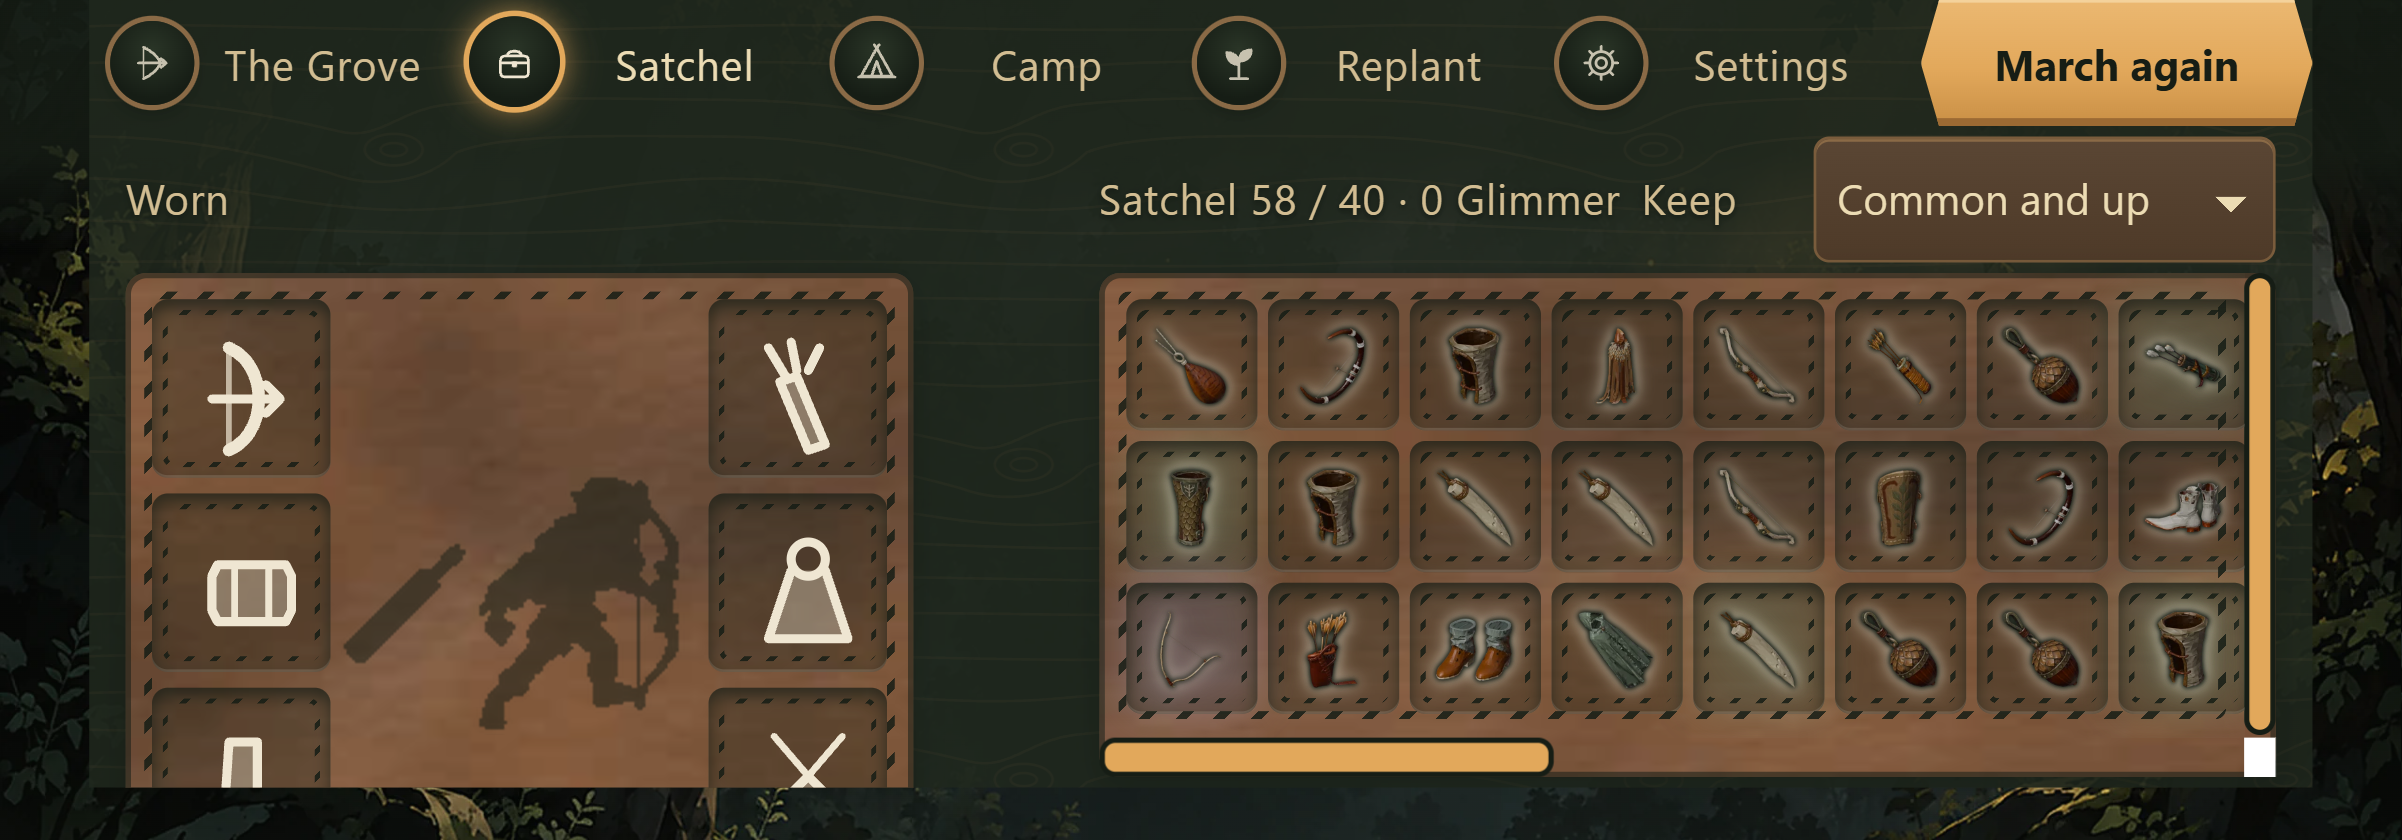 The Grove
Satchel
Camp
Replant
Settings
March again
Worn
Satchel 58 / 40 · 0 Glimmer Keep
Common and up